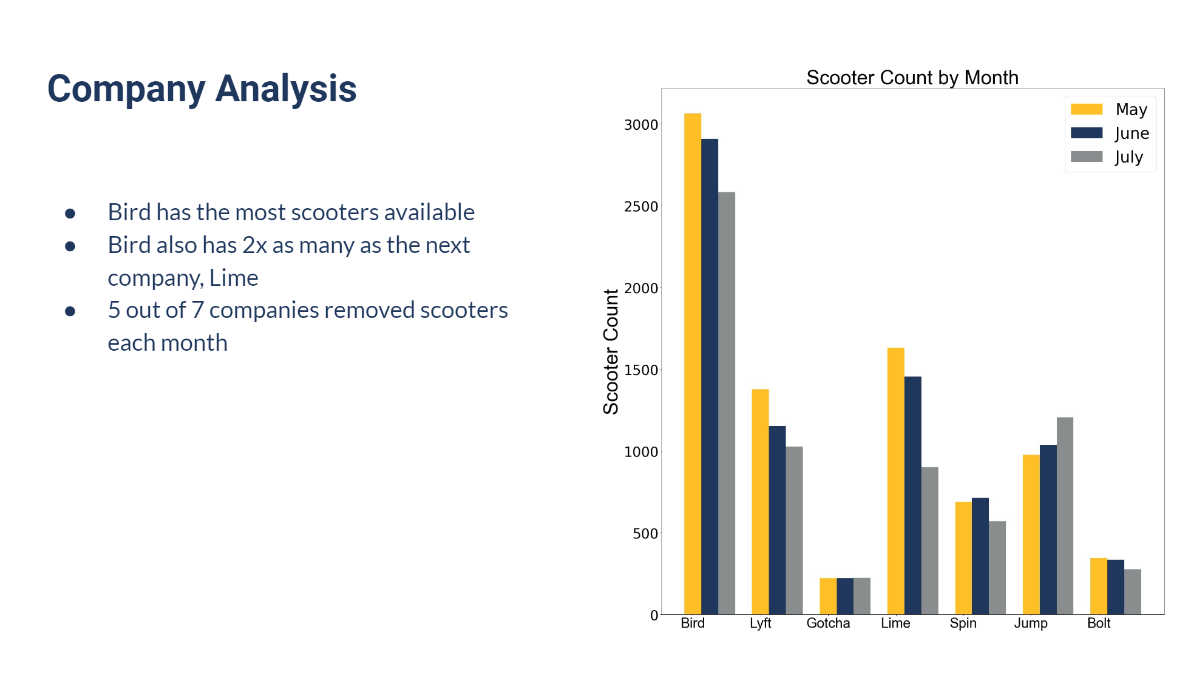 Company Analysis
● Bird has the most scooters available
● Bird also has 2x as many as the next
company, Lime
● 5 out of 7 companies removed scooters
each month
Scooter Count by Month
May
June
July
Scooter Count
3000
2500
2000
1500
1000
500
0
Bird Lyft Gotcha Lime Spin Jump Bolt